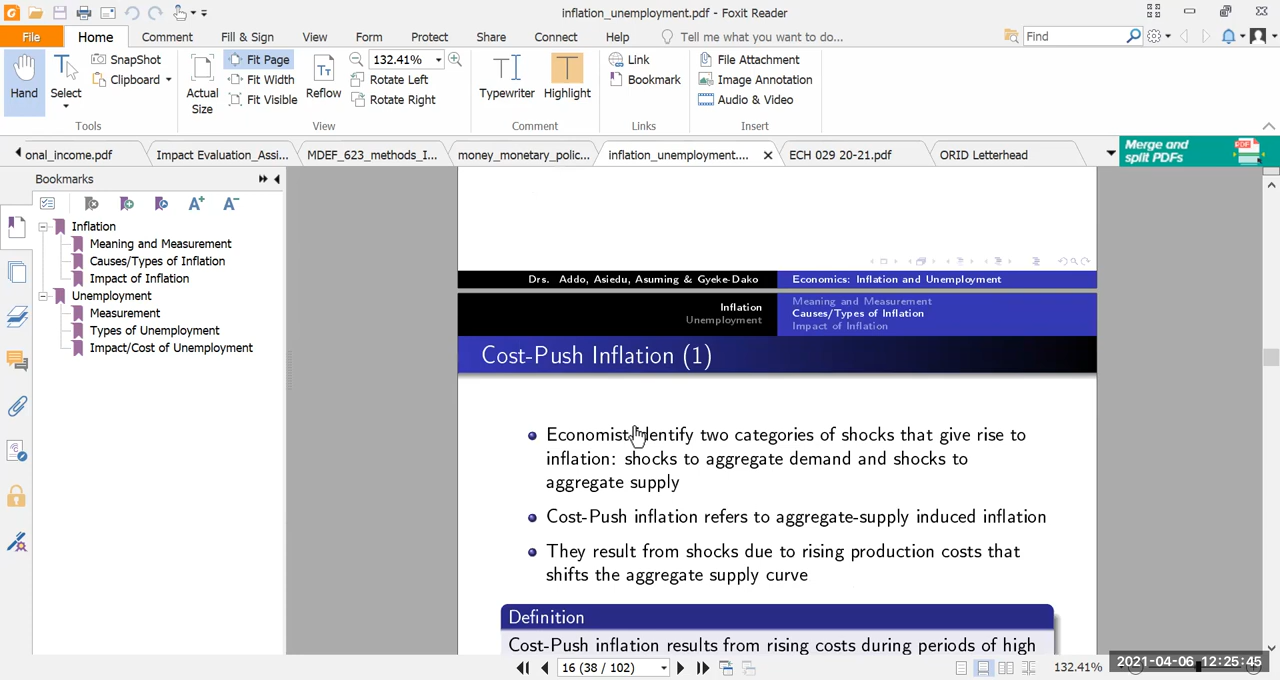 inflation_unemployment.pdf - Foxit Reader
File Home Comment Fill & Sign View Form Protect Share Connect Help Tell me what you want to do... Find
Hand
Select
SnapShot
Clipboard
Tools
Actual
Size
Fit Page
Fit Width
Fit Visible
Reflow
132.41%
Rotate Left
Rotate Right
View
Typewriter
Highlight
Comment
Link
Bookmark
Links
File Attachment
Image Annotation
Audio & Video
Insert
onal_income.pdf Impact Evaluation_Assi... MDEF_623_methods_I... money_monetary_polic... inflation_unemployment.... ECH 029 20-21.pdf ORID Letterhead
Merge and
split PDFs
PDF
Bookmarks
Inflation
Meaning and Measurement
Causes/Types of Inflation
Impact of Inflation
Unemployment
Measurement
Types of Unemployment
Impact/Cost of Unemployment
Drs. Addo, Asiedu, Asuming & Gyeke-Dako Economics: Inflation and Unemployment
Inflation
Unemployment
Meaning and Measurement
Causes/Types of Inflation
Impact of Inflation
Cost-Push Inflation (1)
Economist identify two categories of shocks that give rise to
inflation: shocks to aggregate demand and shocks to
aggregate supply
Cost-Push inflation refers to aggregate-supply induced inflation
They result from shocks due to rising production costs that
shifts the aggregate supply curve
Definition
Cost-Push inflation results from rising costs during periods of high
16 (38 / 102)
132.41%
2021-04-06 12:25:45